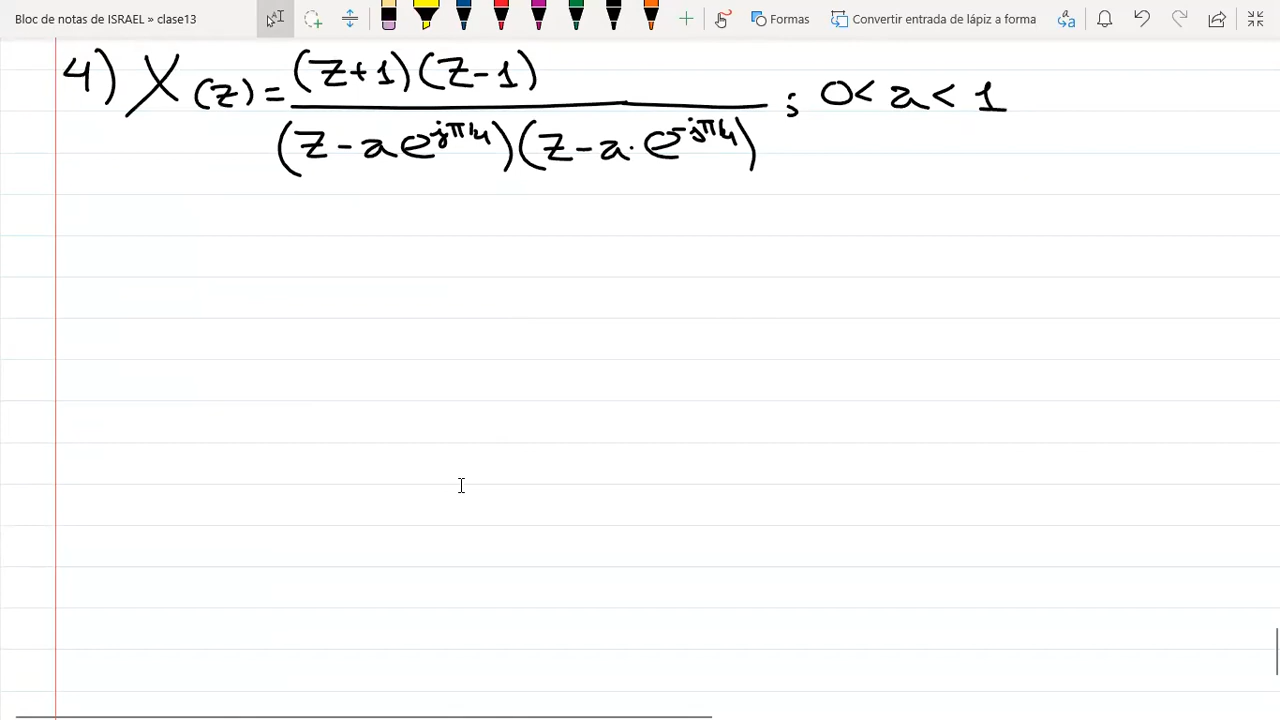 Bloc de notas de ISRAEL » clase13 Formas Convertir entrada de lápiz a forma
4) X(z) = (z+1)(z-1) / (z - a e^{jπ/4})(z - a· e^{-jπ/4}) ; 0 < a < 1